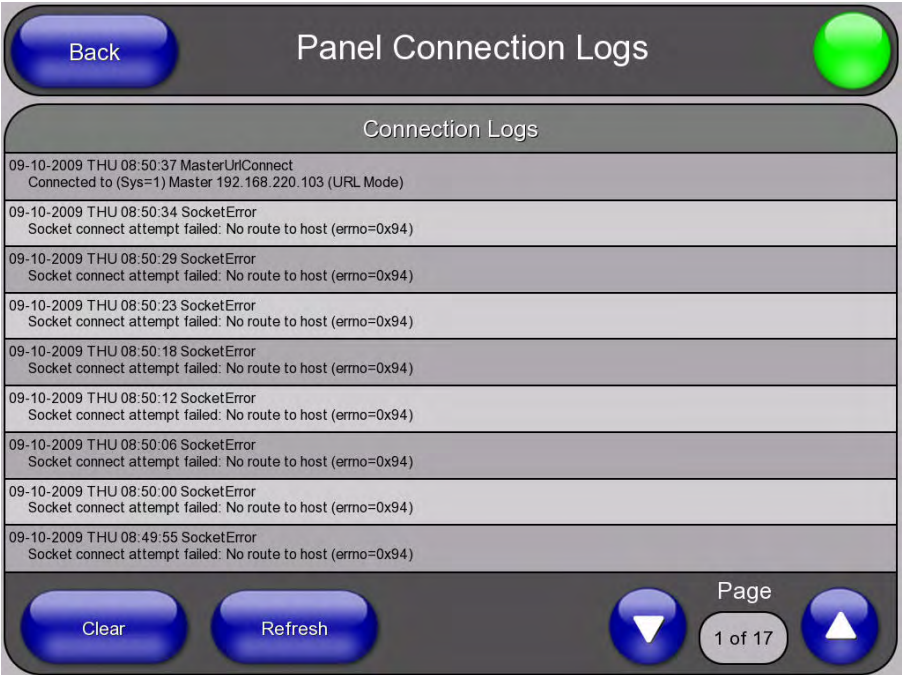 Back
Panel Connection Logs
Connection Logs
09-10-2009 THU 08:50:37 MasterUrlConnect
Connected to (Sys=1) Master 192.168.220.103 (URL Mode)
09-10-2009 THU 08:50:34 SocketError
Socket connect attempt failed: No route to host (errno=0x94)
09-10-2009 THU 08:50:29 SocketError
Socket connect attempt failed: No route to host (errno=0x94)
09-10-2009 THU 08:50:23 SocketError
Socket connect attempt failed: No route to host (errno=0x94)
09-10-2009 THU 08:50:18 SocketError
Socket connect attempt failed: No route to host (errno=0x94)
09-10-2009 THU 08:50:12 SocketError
Socket connect attempt failed: No route to host (errno=0x94)
09-10-2009 THU 08:50:06 SocketError
Socket connect attempt failed: No route to host (errno=0x94)
09-10-2009 THU 08:50:00 SocketError
Socket connect attempt failed: No route to host (errno=0x94)
09-10-2009 THU 08:49:55 SocketError
Socket connect attempt failed: No route to host (errno=0x94)
Clear
Refresh
Page
1 of 17